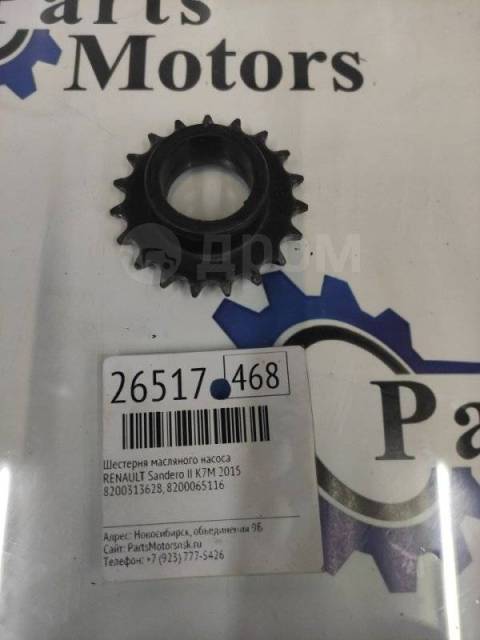 Parts
Motors
дром
26517 468
Шестерня масляного насоса
RENAULT Sandero II K7M 2015
8200313628, 8200065116
Адрес: Новосибирск, объединения 9Б
Сайт: PartsMotorsnsk.ru
Телефон: +7 (923) 777-5426
Pa